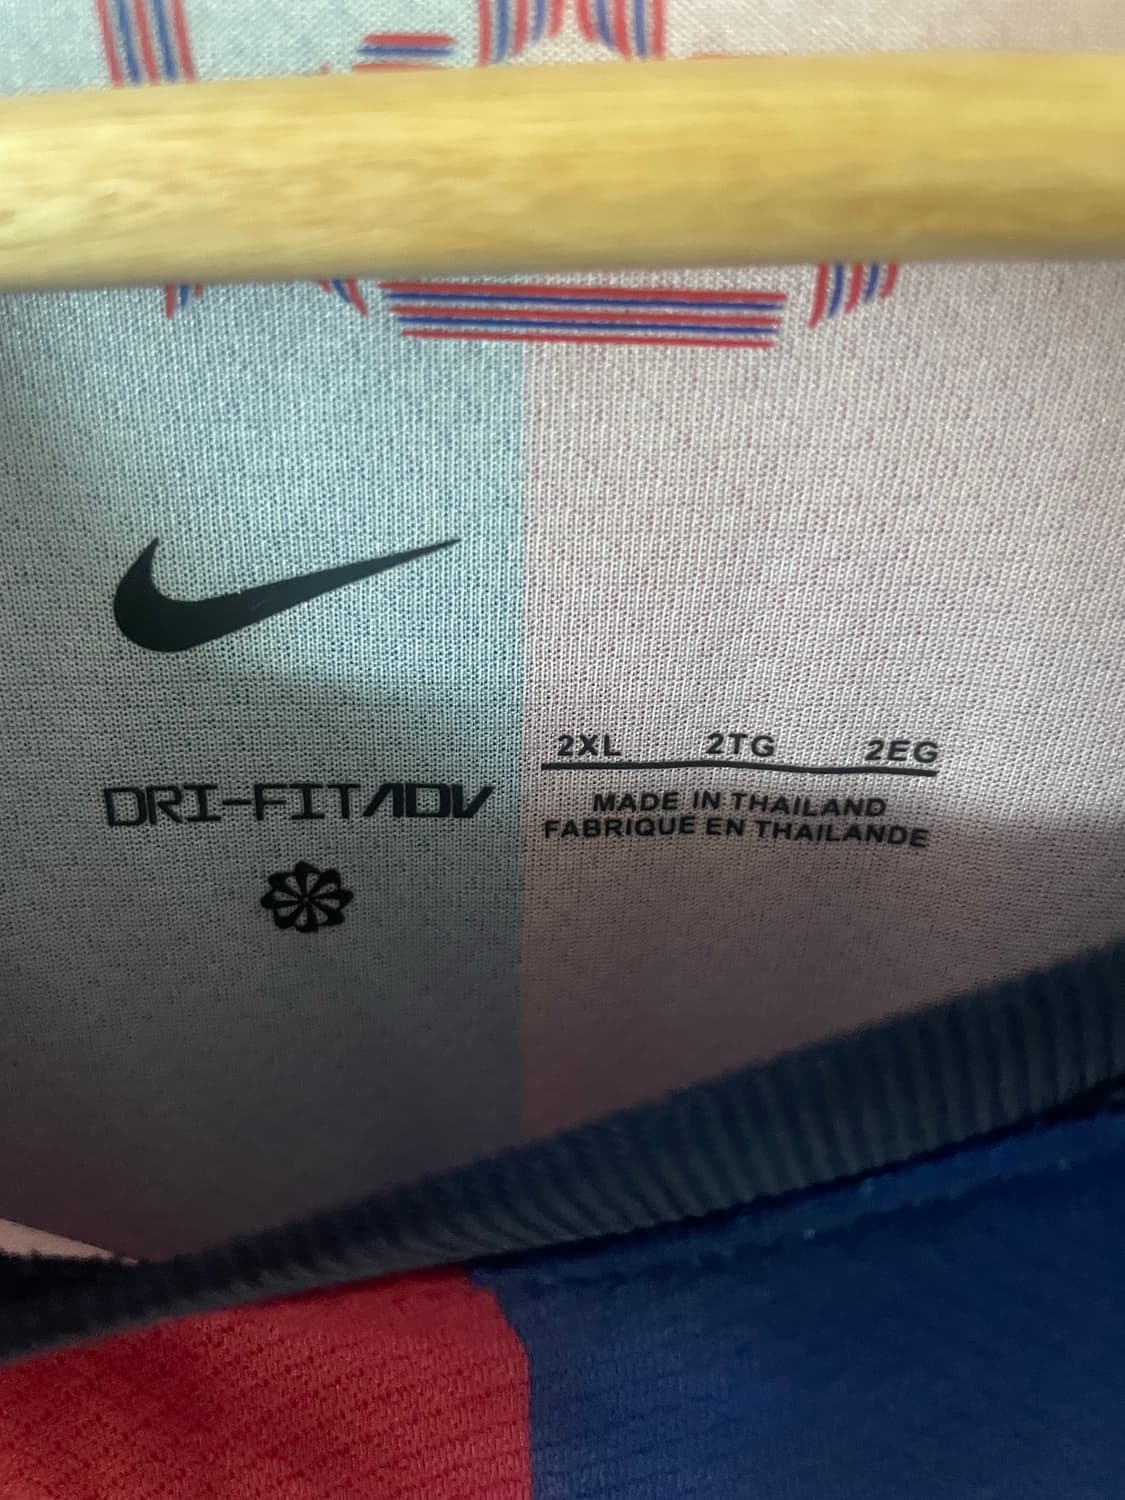 DRI-FIT ADV
2XL 2TG 2EG
MADE IN THAILAND
FABRIQUE EN THAILANDE